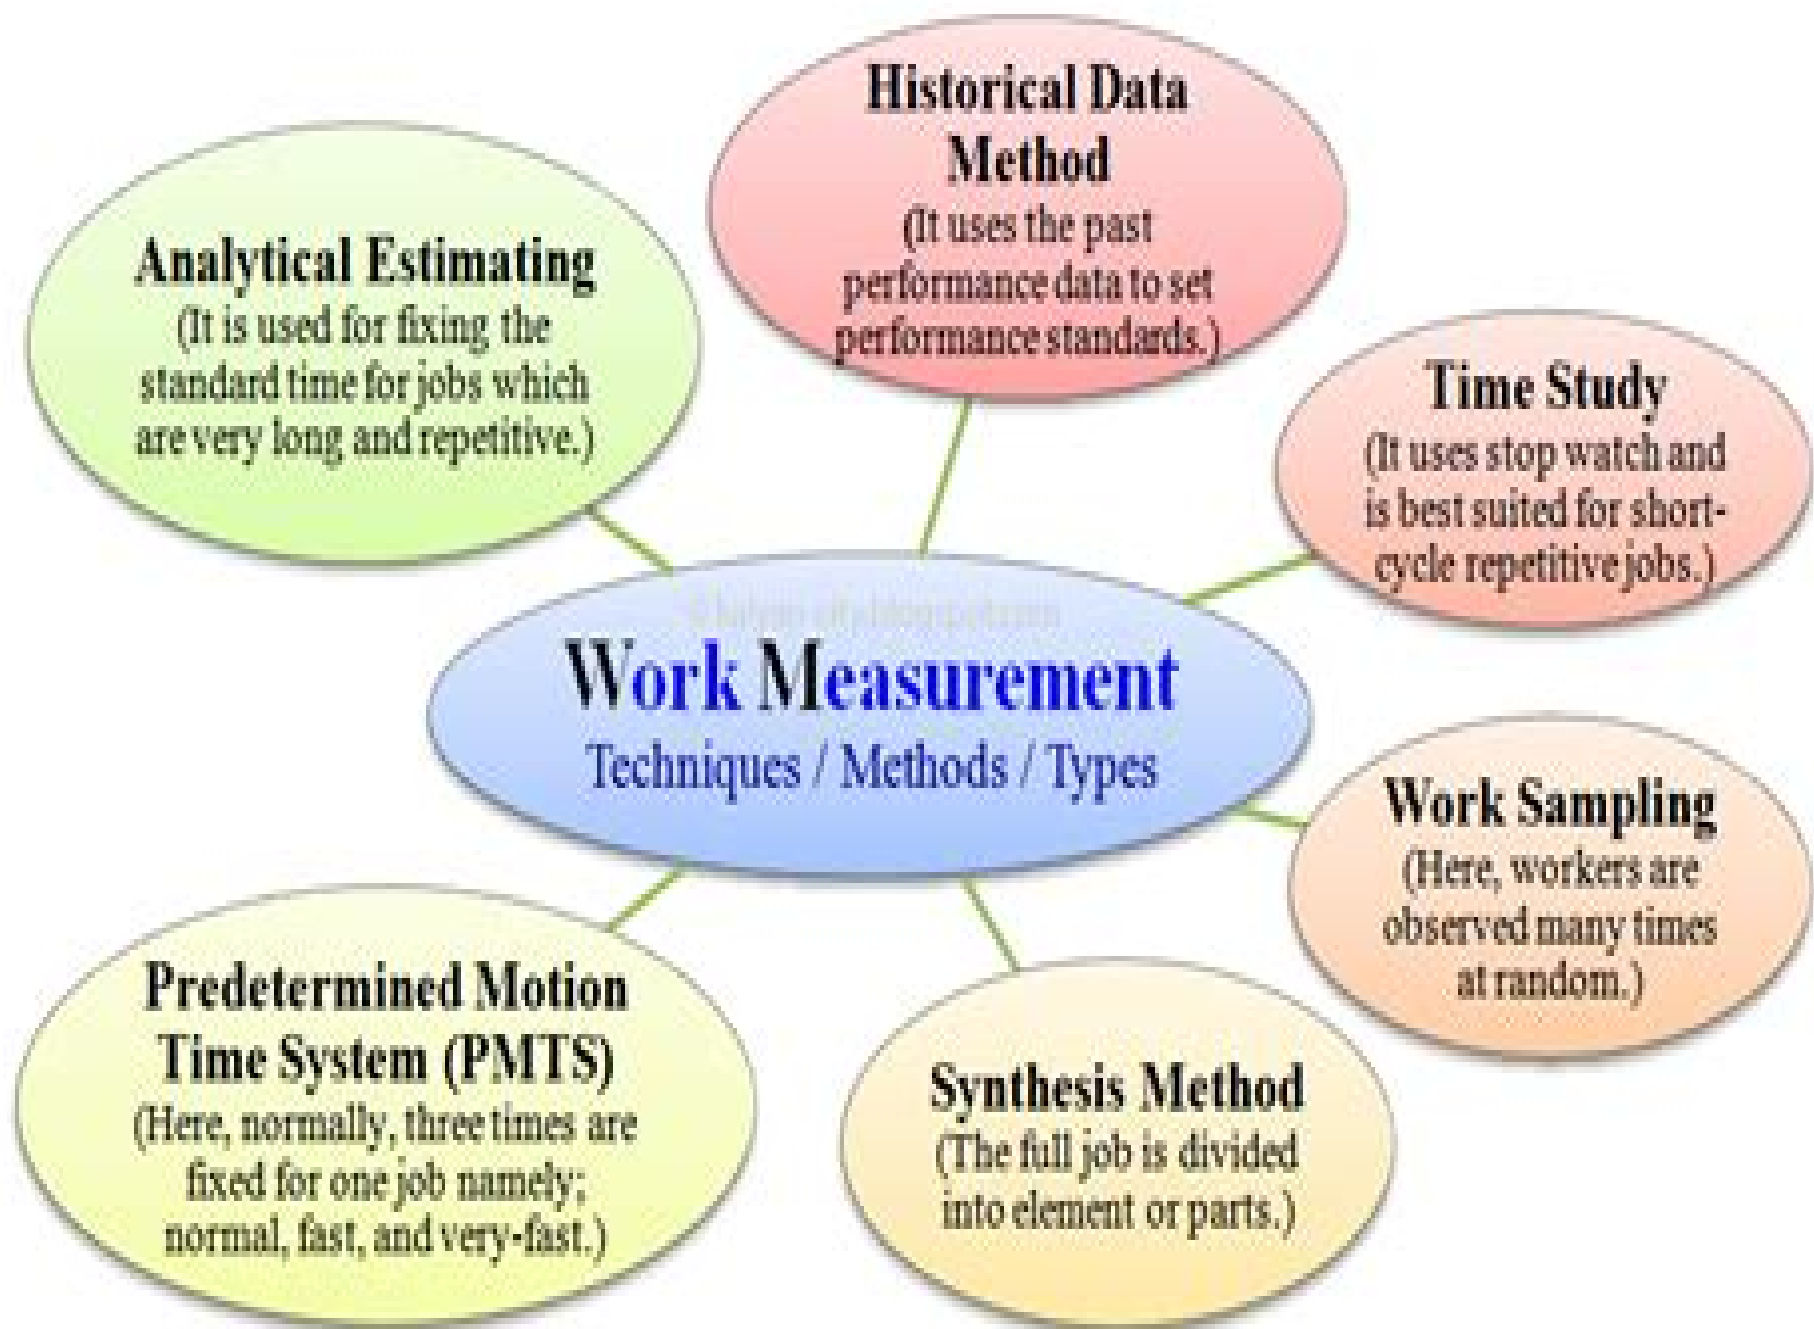 Historical Data
Method
(It uses the past
performance data to set
performance standards.)
Analytical Estimating
(It is used for fixing the
standard time for jobs which
are very long and repetitive.)
Time Study
(It uses stop watch and
is best suited for short-
cycle repetitive jobs.)
Work Measurement
Techniques / Methods / Types
Work Sampling
(Here, workers are
observed many times
at random.)
Predetermined Motion
Time System (PMTS)
(Here, normally, three times are
fixed for one job namely;
normal, fast, and very-fast.)
Synthesis Method
(The full job is divided
into element or parts.)